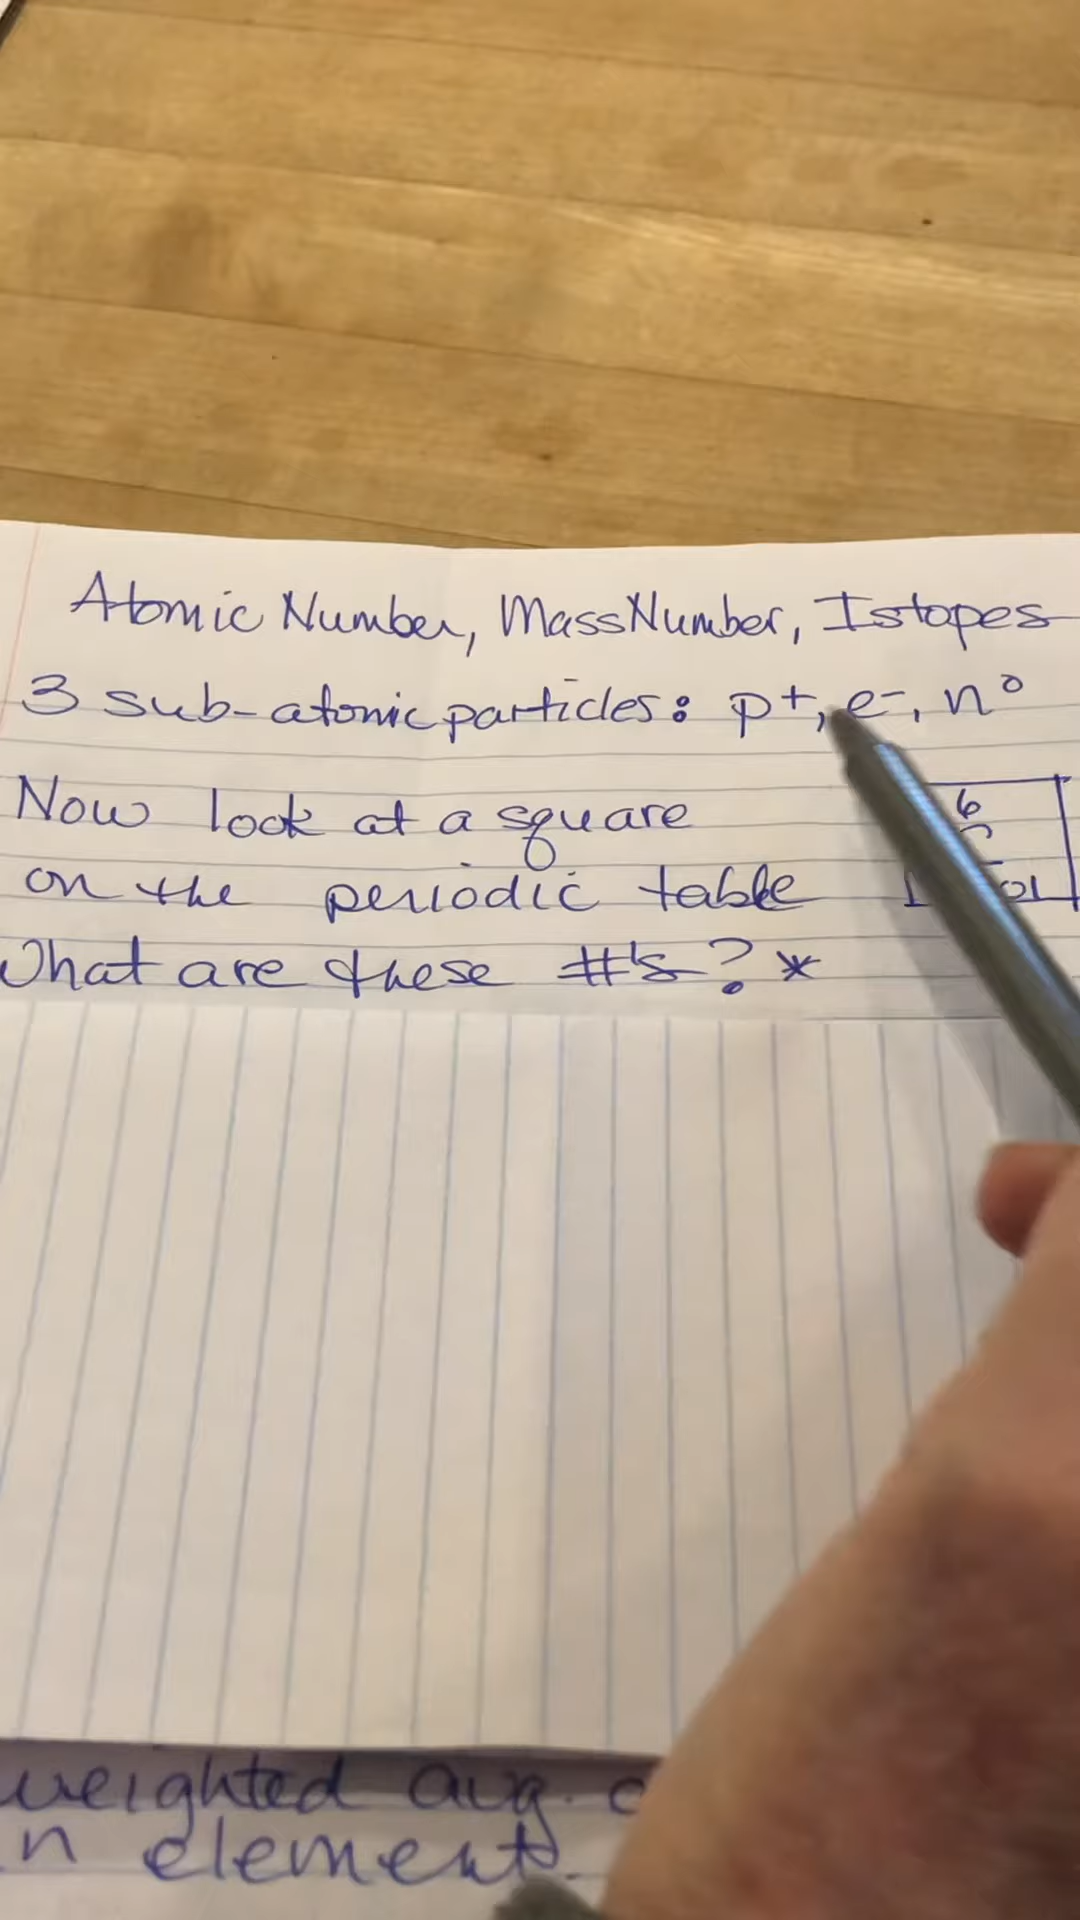 Atomic Number, Mass Number, Istopes
3 sub-atomic particles: p+, e-, n°
Now look at a square
6
on the periodic table
What are these #'s? *
weighted avg.
element.